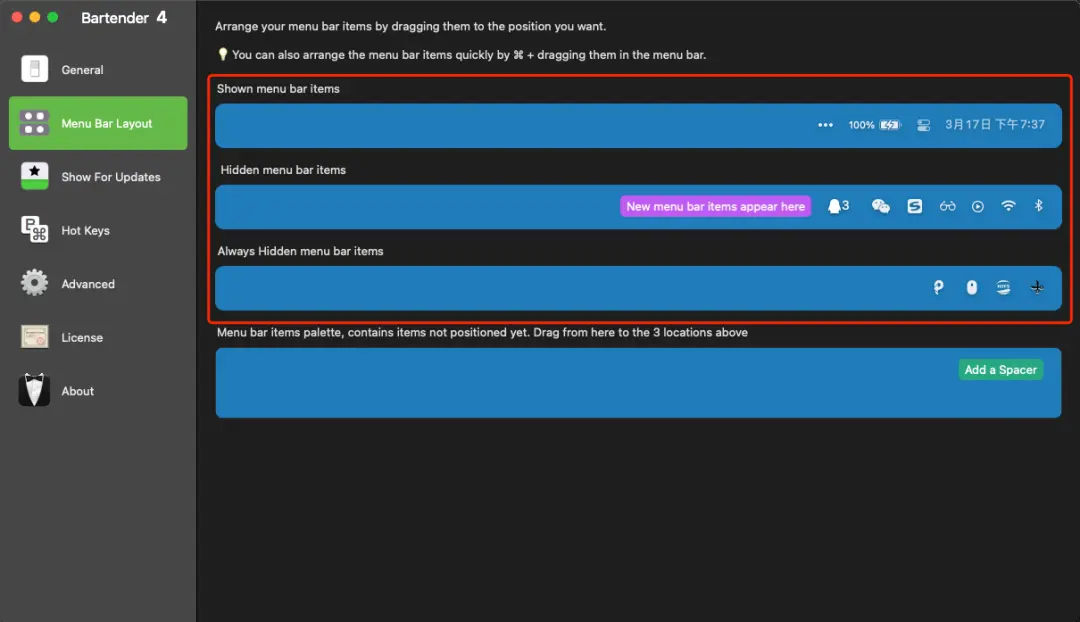 Bartender 4
General
Menu Bar Layout
Show For Updates
Hot Keys
Advanced
License
About
Arrange your menu bar items by dragging them to the position you want.
You can also arrange the menu bar items quickly by ⌘ + dragging them in the menu bar.
Shown menu bar items
••• 100% 3月17日 下午7:37
Hidden menu bar items
New menu bar items appear here 3
Always Hidden menu bar items
Menu bar items palette, contains items not positioned yet. Drag from here to the 3 locations above
Add a Spacer